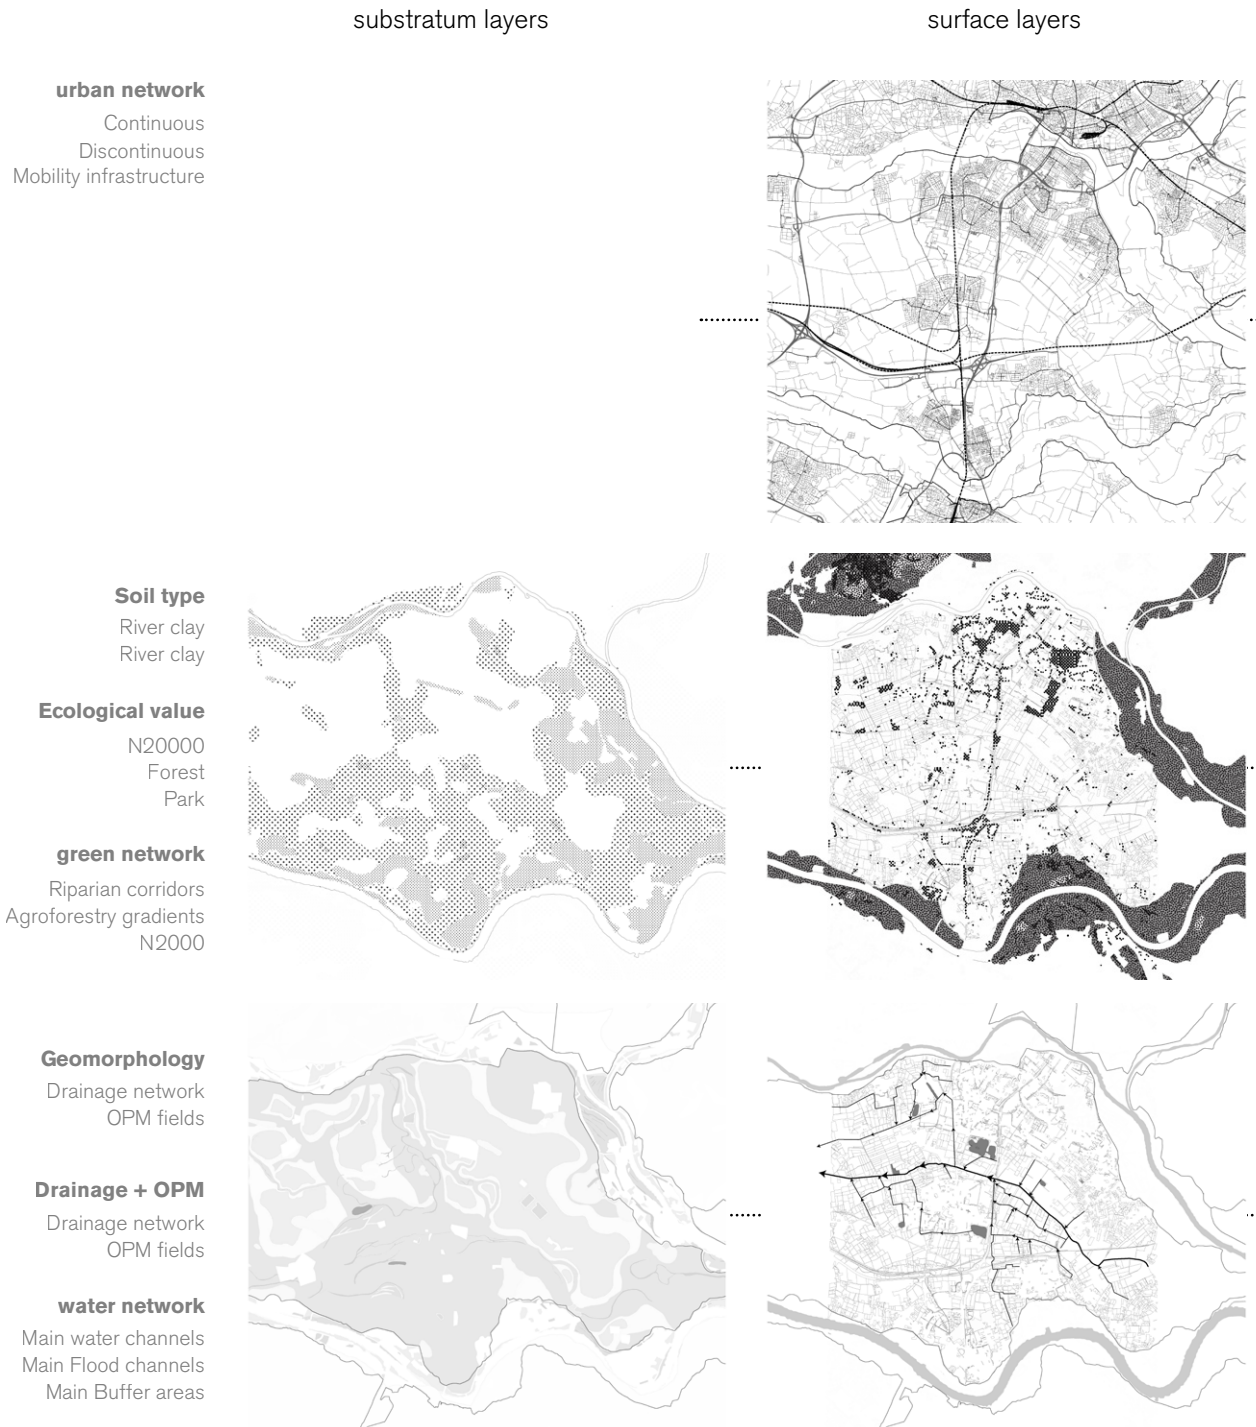 substratum layers
surface layers
urban network
Continuous
Discontinuous
Mobility infrastructure
Soil type
River clay
River clay
Ecological value
N20000
Forest
Park
green network
Riparian corridors
Agroforestry gradients
N2000
Geomorphology
Drainage network
OPM fields
Drainage + OPM
Drainage network
OPM fields
water network
Main water channels
Main Flood channels
Main Buffer areas